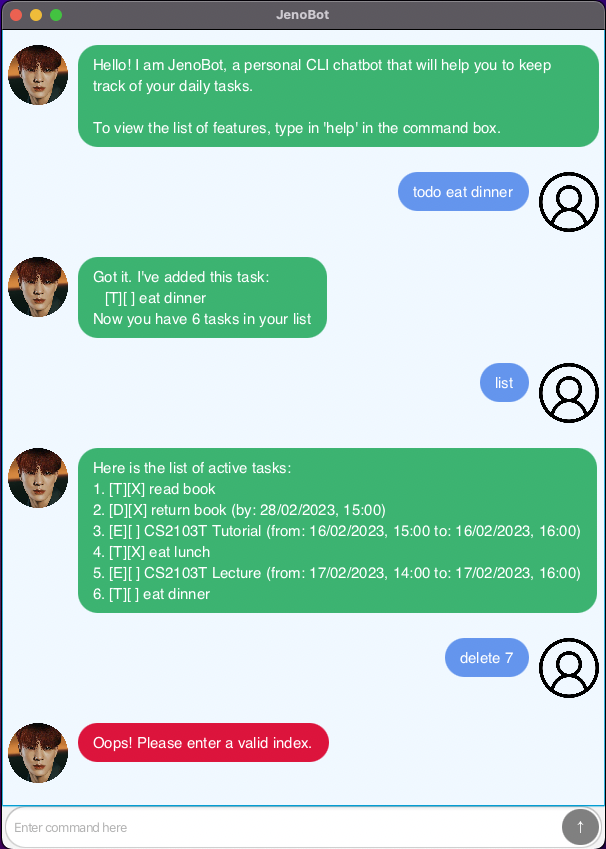 JenoBot
Hello! I am JenoBot, a personal CLI chatbot that will help you to keep
track of your daily tasks.
To view the list of features, type in 'help' in the command box.
todo eat dinner
Got it. I've added this task:
[T][ ] eat dinner
Now you have 6 tasks in your list
list
Here is the list of active tasks:
1. [T][X] read book
2. [D][X] return book (by: 28/02/2023, 15:00)
3. [E][ ] CS2103T Tutorial (from: 16/02/2023, 15:00 to: 16/02/2023, 16:00)
4. [T][X] eat lunch
5. [E][ ] CS2103T Lecture (from: 17/02/2023, 14:00 to: 17/02/2023, 16:00)
6. [T][ ] eat dinner
delete 7
Oops! Please enter a valid index.
Enter command here
↑